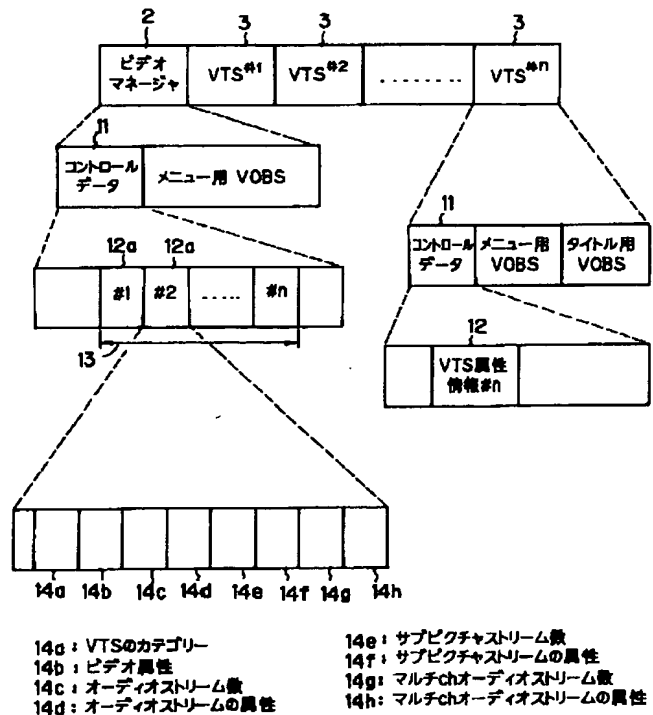 2
3
3
3
ビデオ
マネージャ
VTS#1
VTS#2
........
VTS#n
11
コントロール
データ
メニュー用 VOBS
11
コントロール
データ
メニュー用
VOBS
タイトル用
VOBS
12a
12a
#1
#2
.....
#n
13
12
VTS属性
情報#n
14a
14b
14c
14d
14e
14f
14g
14h
14a：VTSのカテゴリー
14b：ビデオ属性
14c：オーディオストリーム数
14d：オーディオストリームの属性
14e：サブピクチャストリーム数
14f：サブピクチャストリームの属性
14g：マルチchオーディオストリーム数
14h：マルチchオーディオストリームの属性